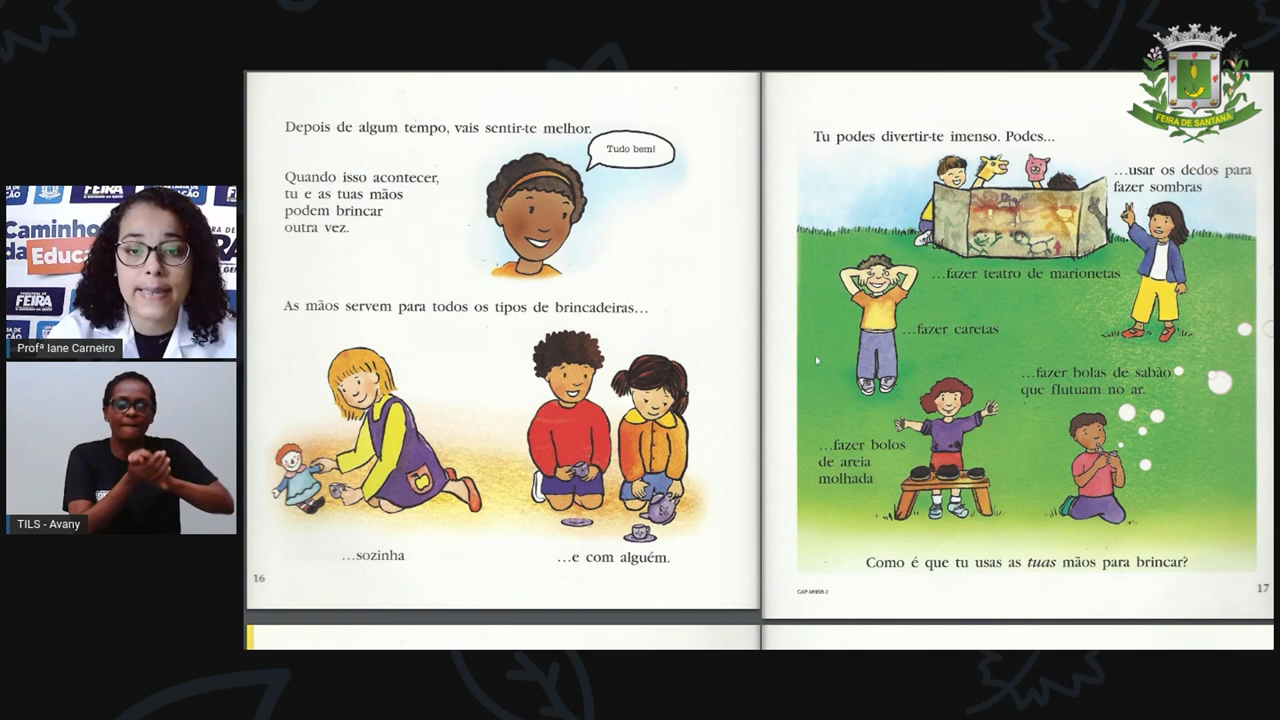 FEIRA DE SANTANA
Caminho
da Educa
FEIRA
Profª Iane Carneiro
TILS - Avany
Depois de algum tempo, vais sentir-te melhor.
Tudo bem!
Quando isso acontecer,
tu e as tuas mãos
podem brincar
outra vez.
As mãos servem para todos os tipos de brincadeiras...
...sozinha
...e com alguém.
16
Tu podes divertir-te imenso. Podes...
...usar os dedos para
fazer sombras
...fazer teatro de marionetas
...fazer caretas
...fazer bolas de sabão
que flutuam no ar.
...fazer bolos
de areia
molhada
Como é que tu usas as tuas mãos para brincar?
CAP-MNISB-2
17